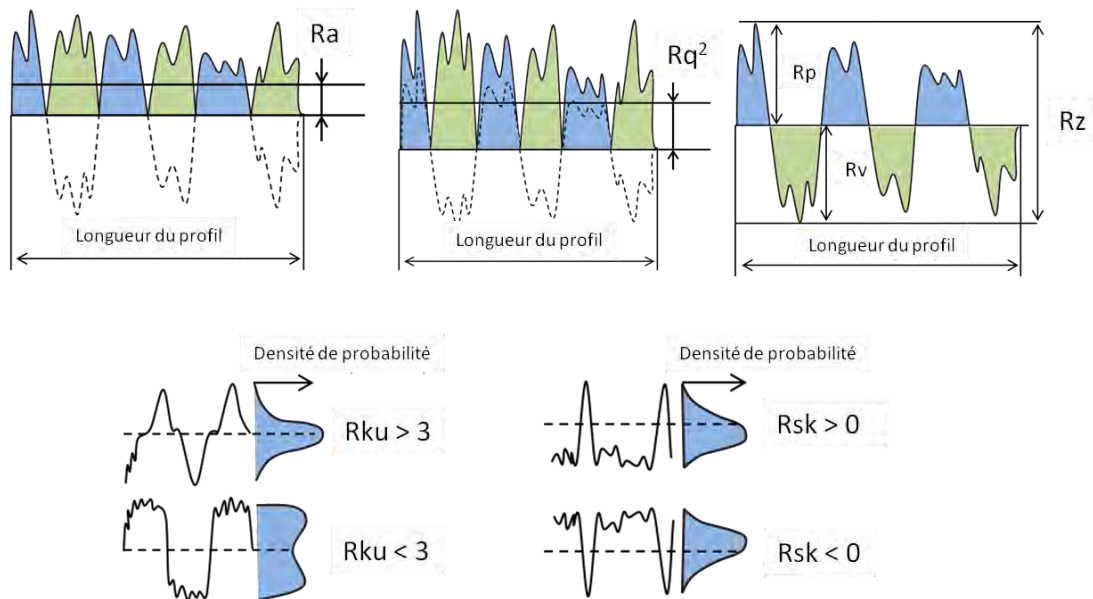 Ra
Longueur du profil
Rq²
Longueur du profil
Rp
Rv
Rz
Longueur du profil
Densité de probabilité
Rku > 3
Rku < 3
Densité de probabilité
Rsk > 0
Rsk < 0